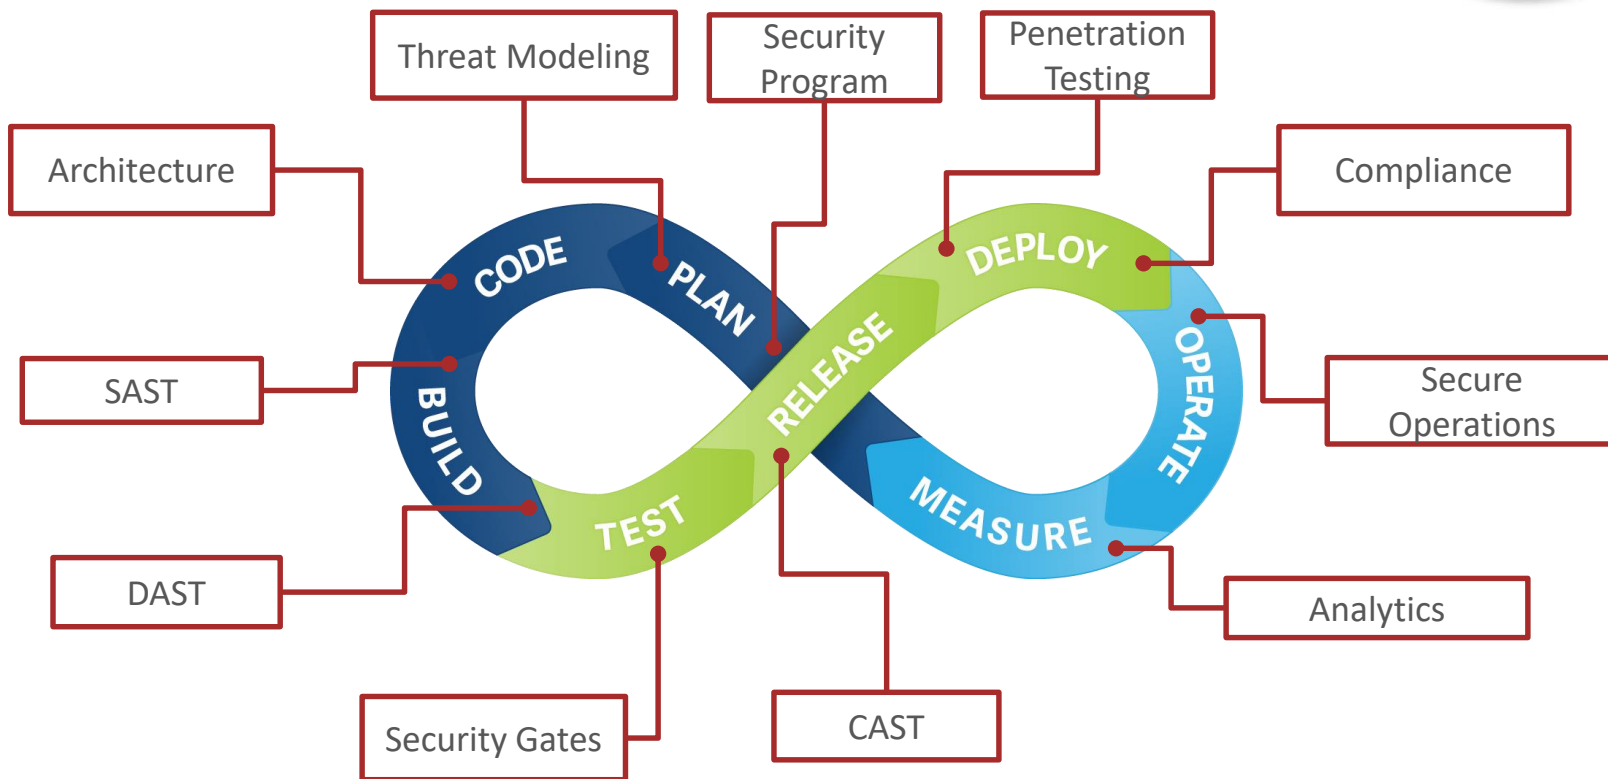 Threat Modeling
Security
Program
Penetration
Testing
Architecture
Compliance
CODE
PLAN
DEPLOY
RELEASE
OPERATE
SAST
BUILD
Secure
Operations
TEST
MEASURE
DAST
Analytics
Security Gates
CAST